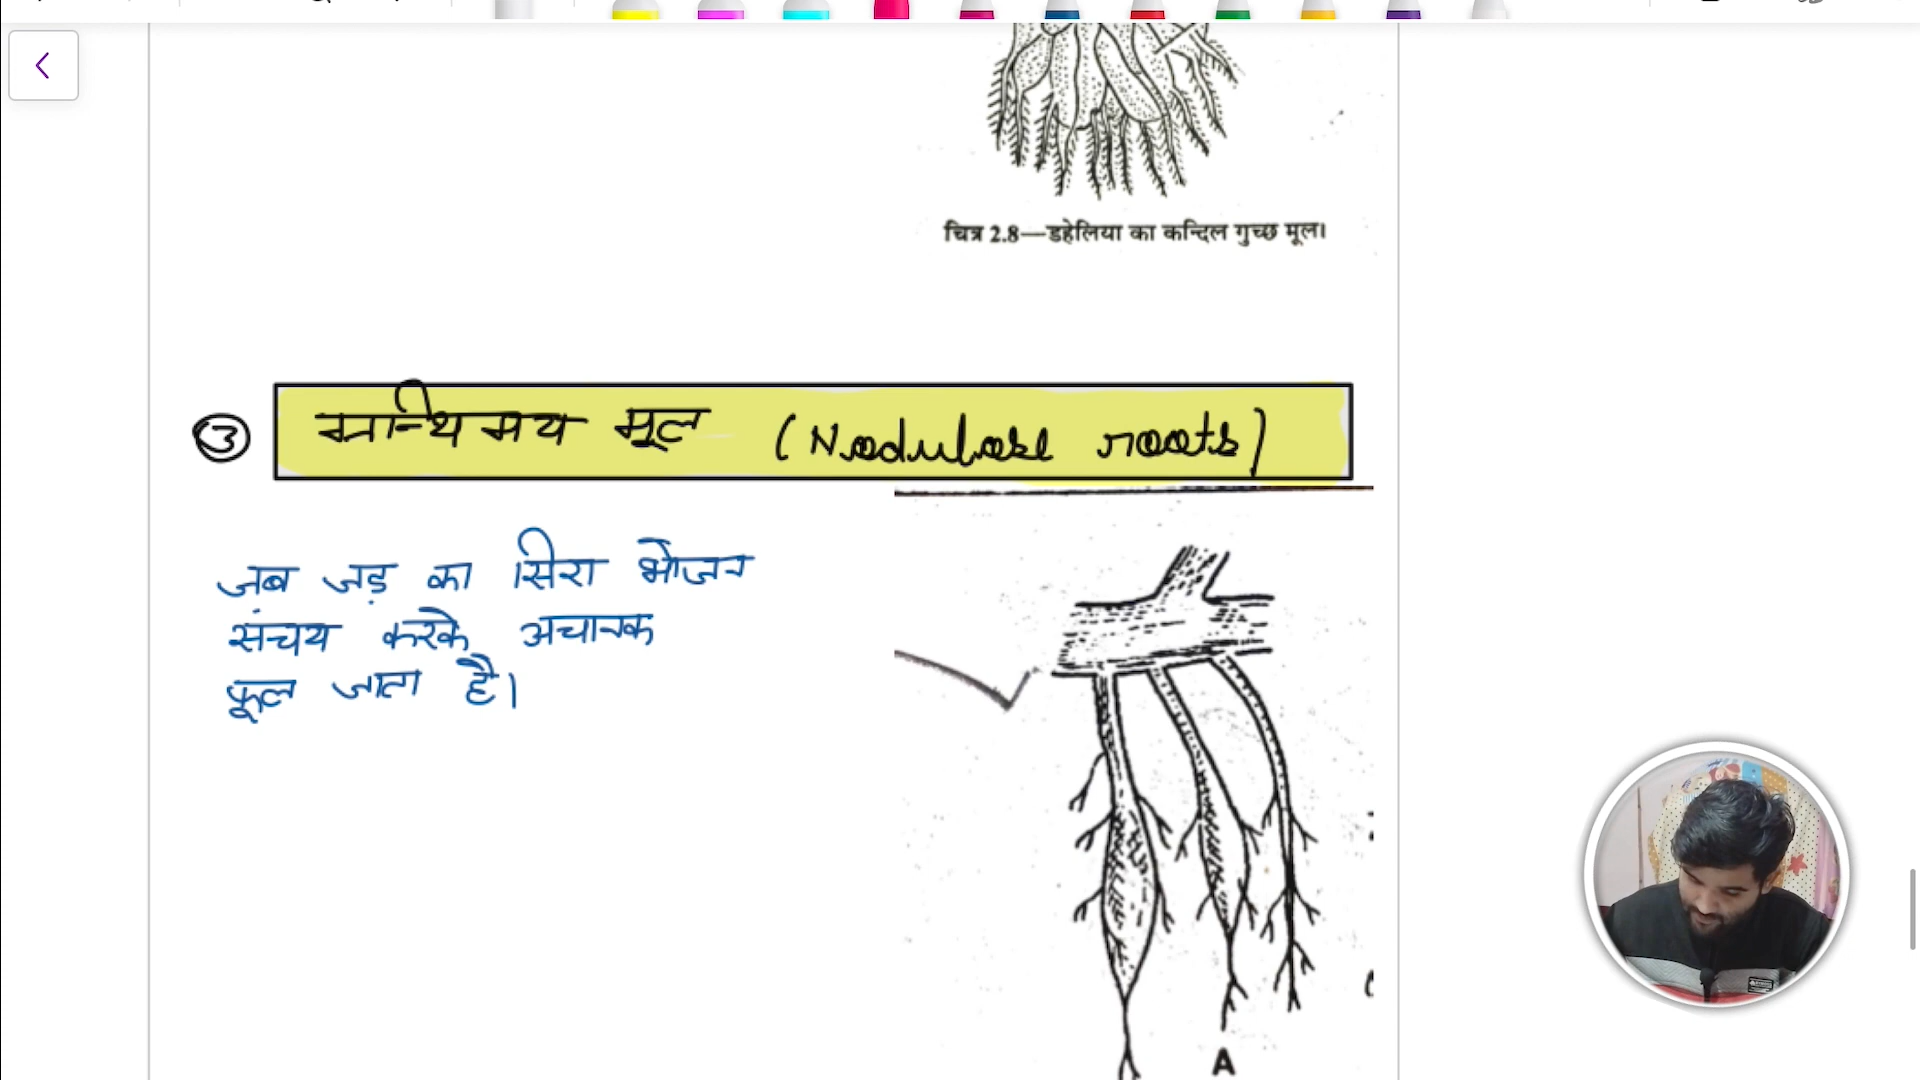 चित्र 2.8—डहेलिया का कन्दिल गुच्छ मूल।
③ ग्रन्थिमय मूल (Nodulose roots)
जब जड़ का सिरा भोजन
संचय करके अचानक
फूल जाता है।
A